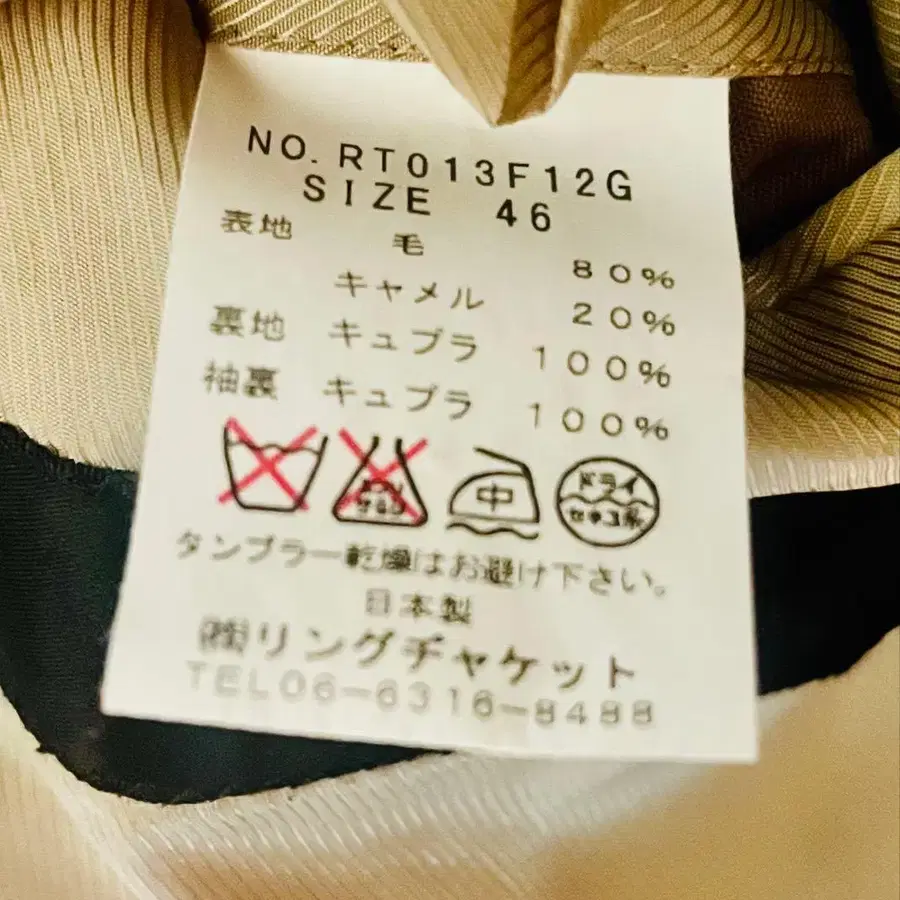 NO. RT013F12G
SIZE 46
表地 毛 80%
キャメル 20%
裏地 キュプラ 100%
袖裏 キュプラ 100%
中 ドライ
セキユ系
タンブラー乾燥はお避け下さい。
日本製
㈱リングヂャケット
TEL06-6316-8488